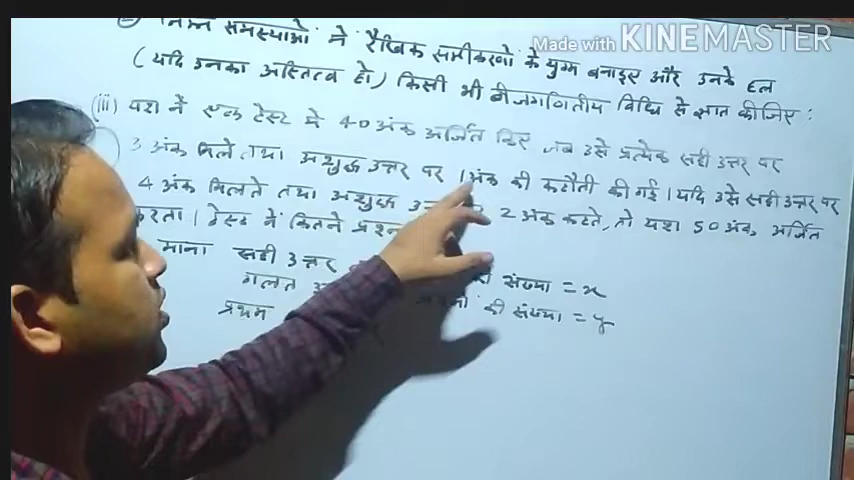 Made with KINEMASTER
निम्न समस्याओं में रैखिक समीकरणों के युग्म बनाइए और उनके हल
(यदि उनका अस्तित्व हो) किसी भी बीजगणितीय विधि से ज्ञात कीजिए :
(iii) यश ने एक टेस्ट में 40 अंक अर्जित किए जब उसे प्रत्येक सही उत्तर पर
3 अंक मिले तथा अशुद्ध उत्तर पर 1 अंक की कटौती की गई। यदि उसे सही उत्तर पर
4 अंक मिलते तथा अशुद्ध 2 अंक कटते, तो यश 50 अंक अर्जित
करता। टेस्ट में कितने प्रश्न
माना सही उत्तर संख्या = x
गलत की संख्या = y
प्रथम